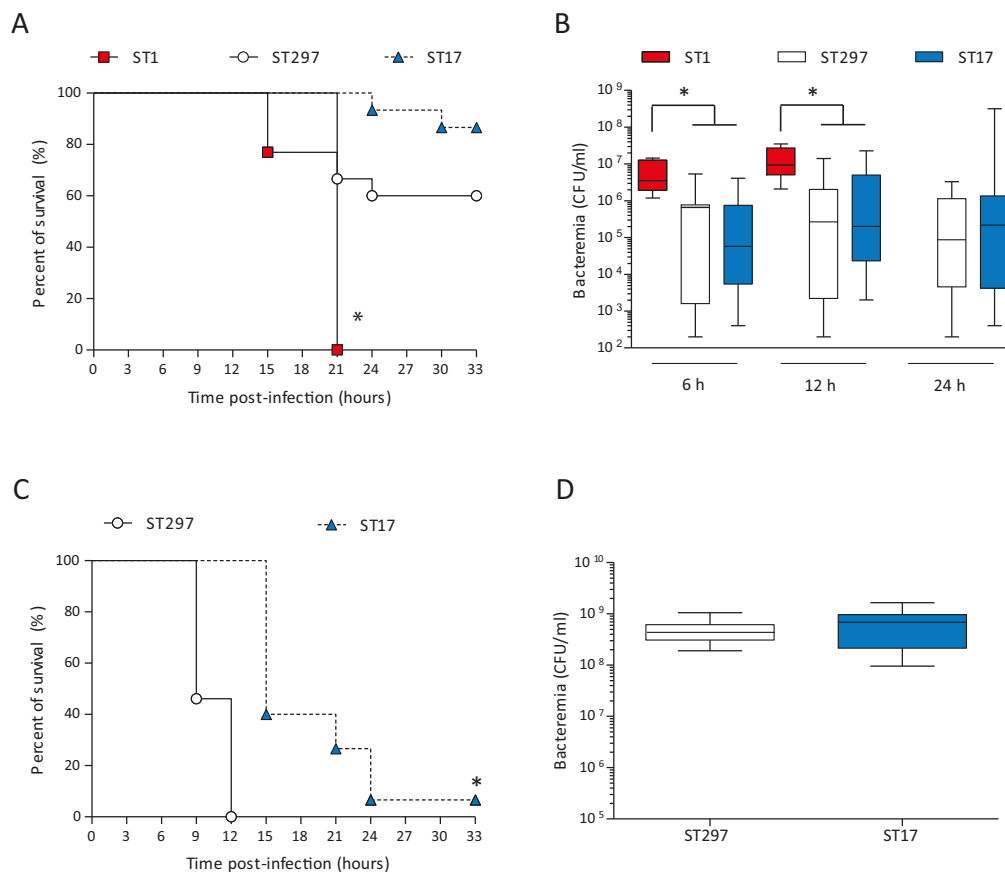 A
ST1 ST297 ST17
100
80
60
40
20
0
Percent of survival (%)
0 3 6 9 12 15 18 21 24 27 30 33
Time post-infection (hours)
*
B
ST1 ST297 ST17
10^9
10^8
10^7
10^6
10^5
10^4
10^3
10^2
Bacteremia (CFU/ml)
* *
6 h 12 h 24 h
C
ST297 ST17
100
80
60
40
20
0
Percent of survival (%)
0 3 6 9 12 15 18 21 24 27 30 33
Time post-infection (hours)
*
D
10^10
10^9
10^8
10^7
10^6
10^5
Bacteremia (CFU/ml)
ST297 ST17